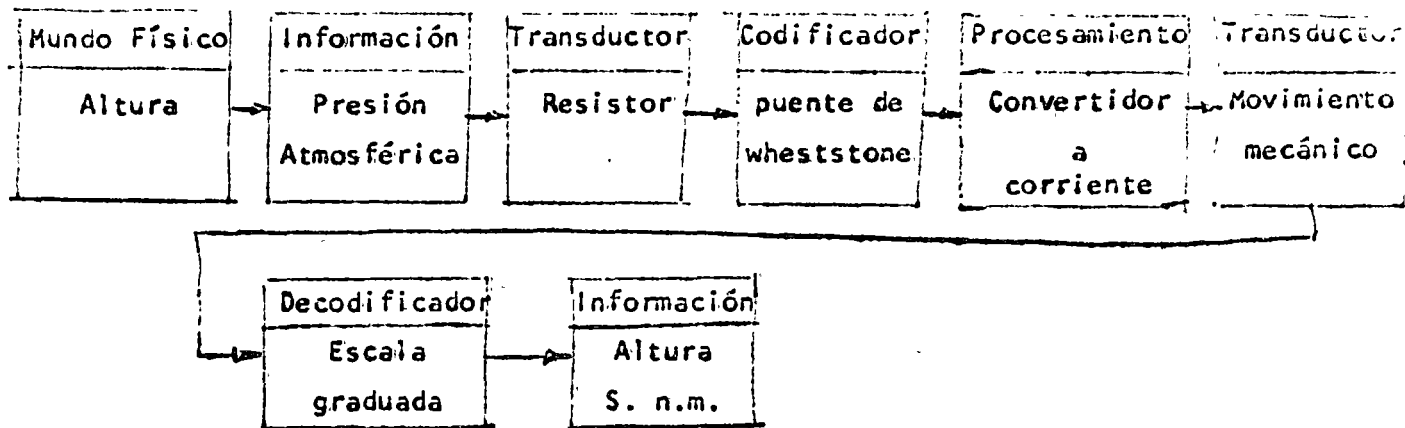 Mundo Físico
Altura
Información
Presión
Atmosférica
Transductor
Resistor
Codificador
puente de
wheststone
Procesamiento
Convertidor
a
corriente
Transductor
Movimiento
mecánico
Decodificador
Escala
graduada
Información
Altura
S. n.m.